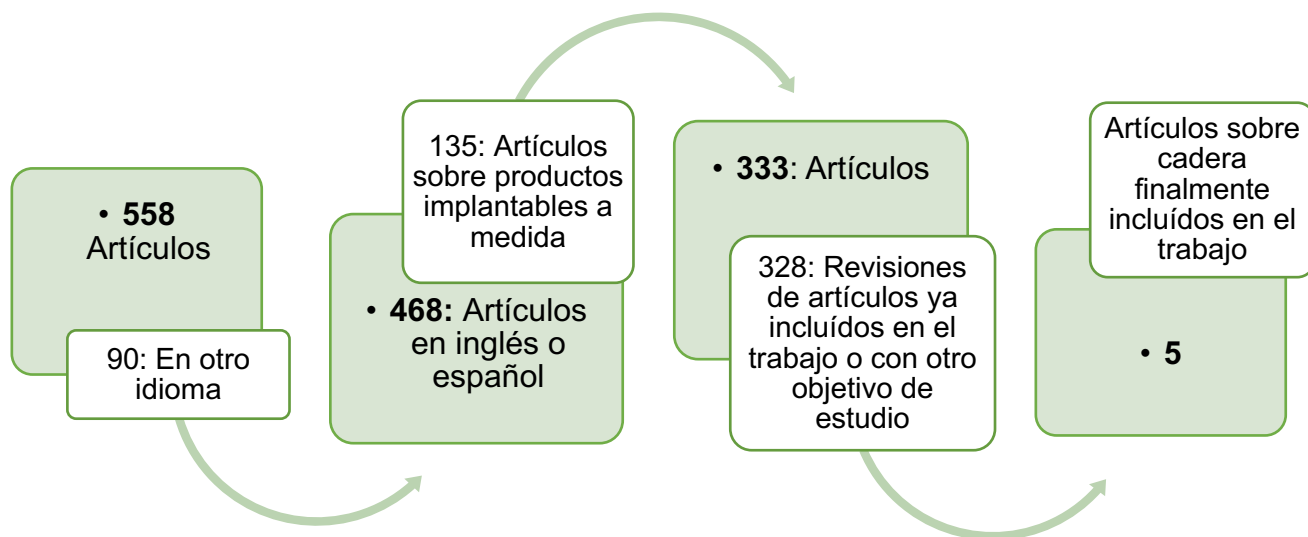 • 558
Artículos
90: En otro
idioma
135: Artículos
sobre productos
implantables a
medida
• 468: Artículos
en inglés o
español
• 333: Artículos
328: Revisiones
de artículos ya
incluídos en el
trabajo o con otro
objetivo de
estudio
Artículos sobre
cadera
finalmente
incluídos en el
trabajo
• 5